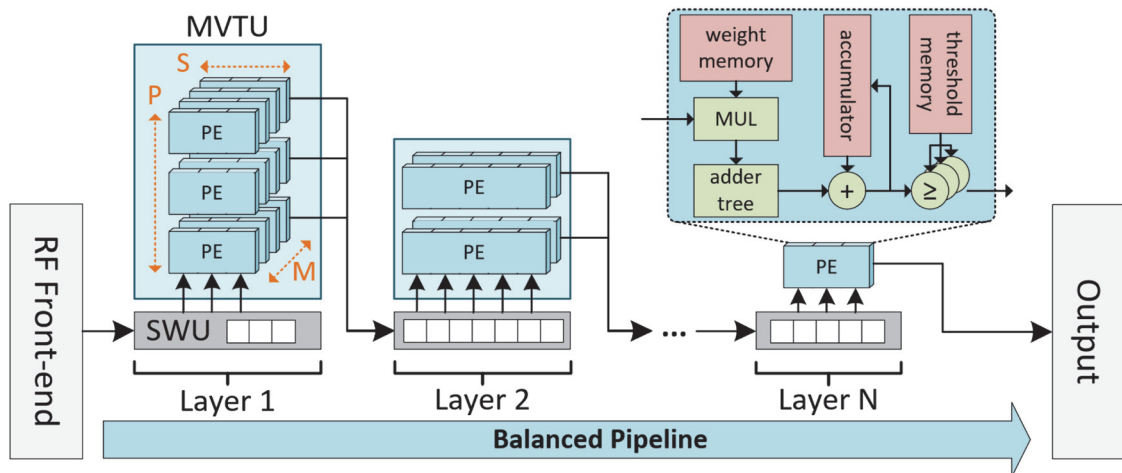 MVTU
S
P
PE
PE
PE
M
SWU
Layer 1
RF Front-end
PE
PE
Layer 2
...
weight
memory
MUL
adder
tree
accumulator
+
threshold
memory
≥
PE
Layer N
Output
Balanced Pipeline